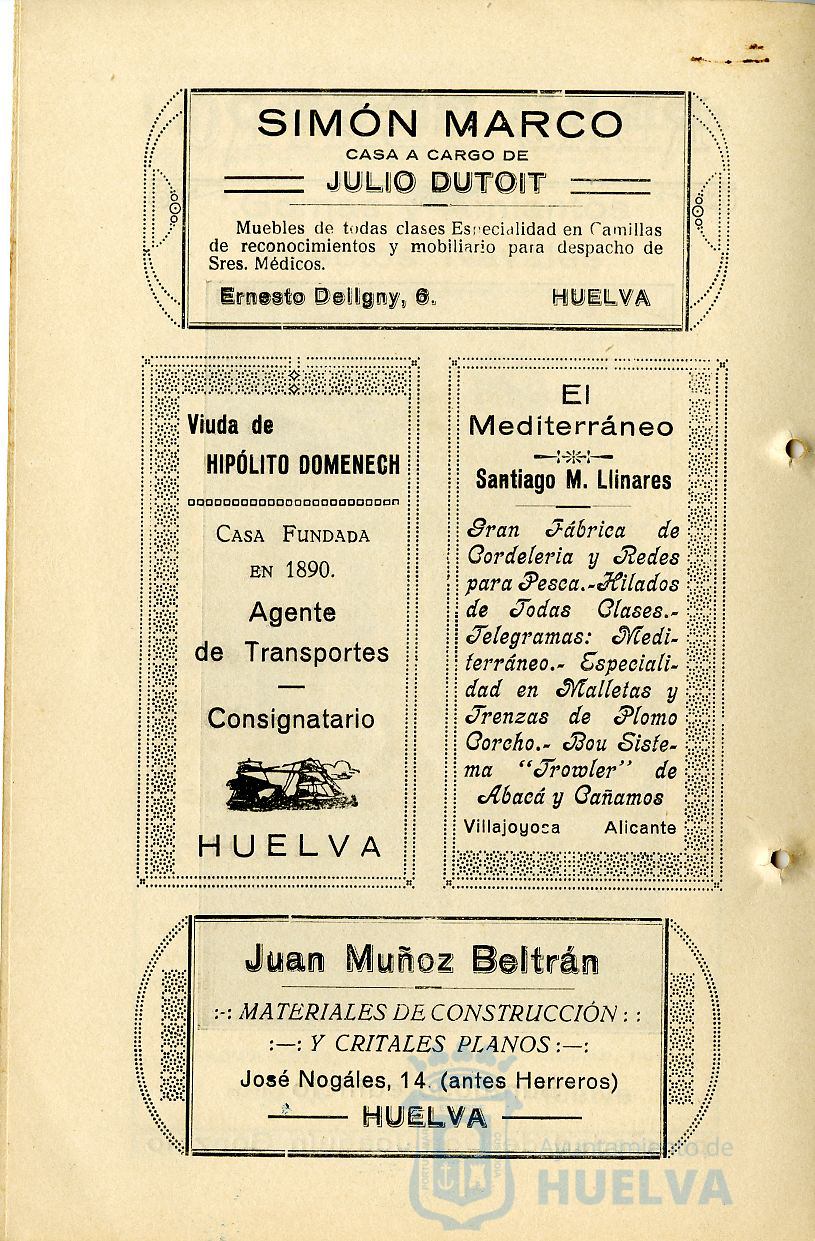 SIMÓN MARCO
CASA A CARGO DE
JULIO DUTOIT
Muebles de todas clases Especialidad en Camillas
de reconocimientos y mobiliario para despacho de
Sres. Médicos.
Ernesto Deligny, 6. HUELVA
Viuda de
HIPÓLITO DOMENECH
CASA FUNDADA
EN 1890.
Agente
de Transportes
—
Consignatario
HUELVA
El
Mediterráneo
Santiago M. Llinares
Gran Fábrica de
Cordeleria y Redes
para Pesca.-Hilados
de Todas Clases.-
Telegramas: Medi-
terráneo.- Especiali-
dad en Malletas y
Trenzas de Plomo
Corcho.- Bou Siste-
ma "Trowler" de
Abacá y Cañamos
Villajoyosa Alicante
Juan Muñoz Beltrán
:-: MATERIALES DE CONSTRUCCIÓN : :
:—: Y CRITALES PLANOS :—:
José Nogáles, 14. (antes Herreros)
HUELVA
Ayuntamiento de
HUELVA